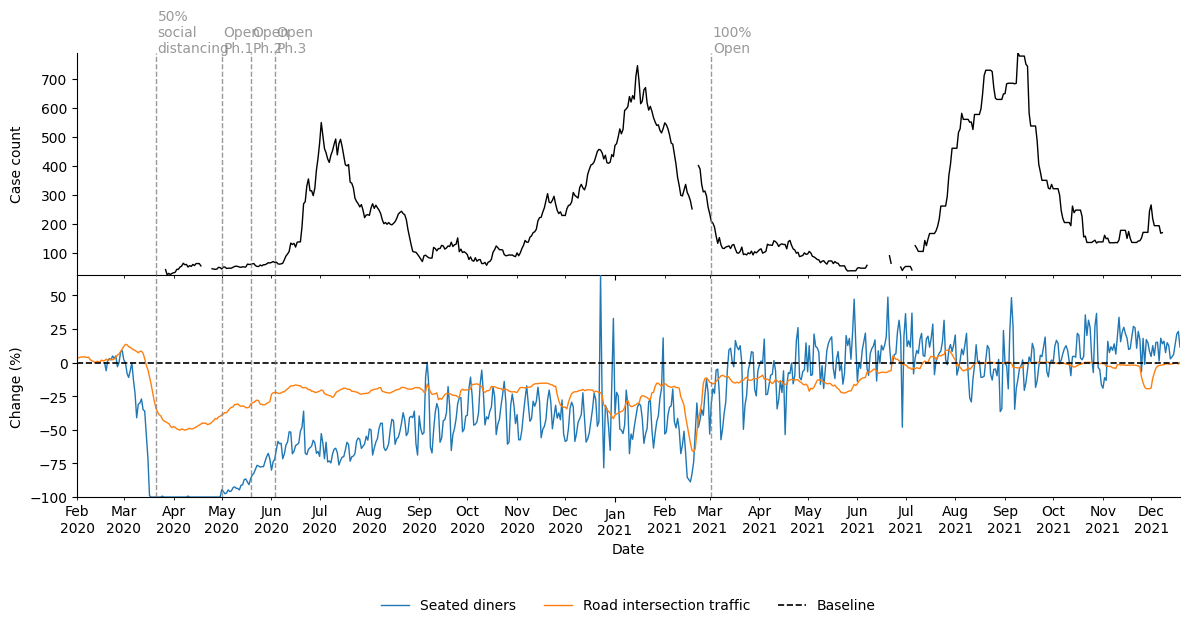 50%
social
distancing
Open
Ph.1
Open
Ph.2
Open
Ph.3
100%
Open
Case count
700
600
500
400
300
200
100
Change (%)
50
25
0
−25
−50
−75
−100
Feb
2020
Mar
2020
Apr
2020
May
2020
Jun
2020
Jul
2020
Aug
2020
Sep
2020
Oct
2020
Nov
2020
Dec
2020
Jan
2021
Feb
2021
Mar
2021
Apr
2021
May
2021
Jun
2021
Jul
2021
Aug
2021
Sep
2021
Oct
2021
Nov
2021
Dec
2021
Date
Seated diners
Road intersection traffic
Baseline